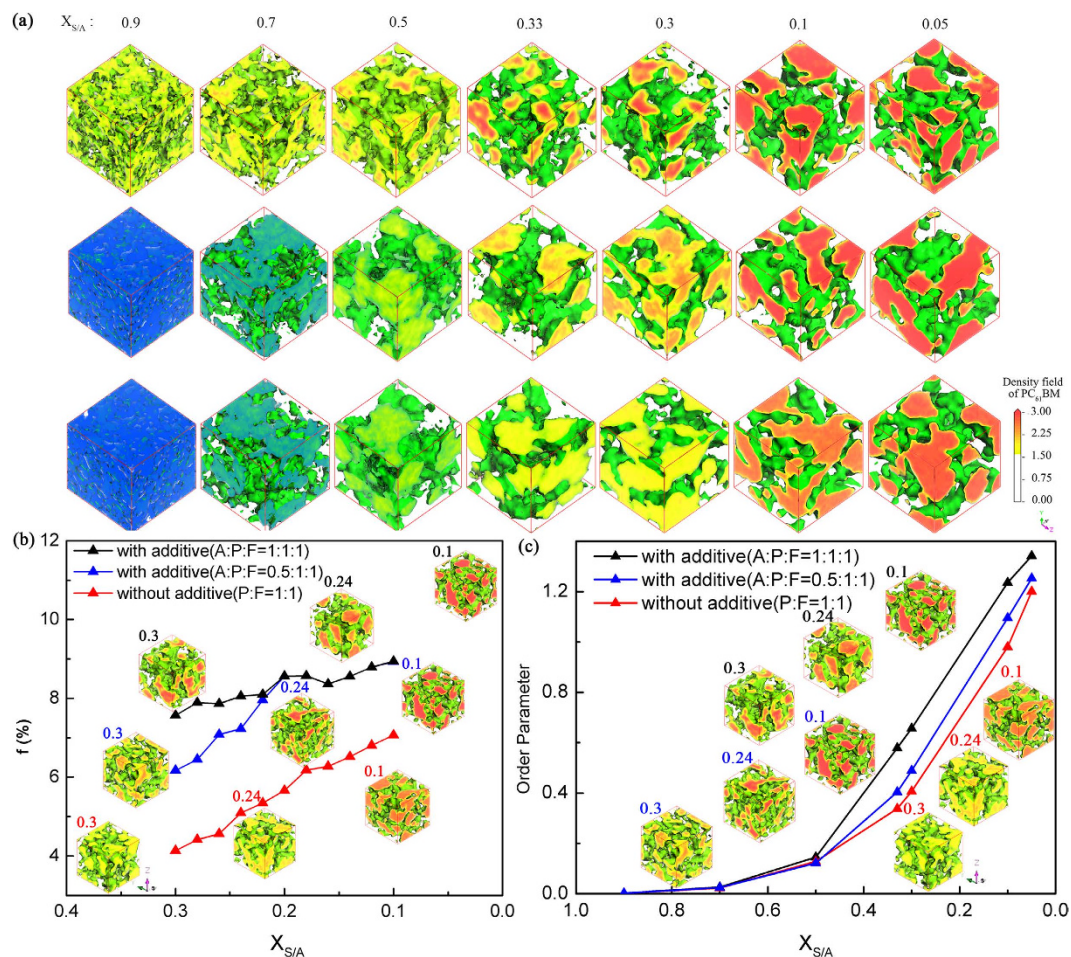 (a) X_S/A : 0.9 0.7 0.5 0.33 0.3 0.1 0.05
Density field
of PC₆₁BM
3.00
2.25
1.50
0.75
0.00
Y
Z
(b)
with additive(A:P:F=1:1:1)
with additive(A:P:F=0.5:1:1)
without additive(P:F=1:1)
0.1
0.24
0.3
0.1
0.24
0.3
0.1
0.24
0.3
Z
12
10
8
6
4
f (%)
0.4 0.3 0.2 0.1 0.0
X_S/A
(c)
with additive(A:P:F=1:1:1)
with additive(A:P:F=0.5:1:1)
without additive(P:F=1:1)
0.1
0.24
0.3
0.1
0.1
0.24
0.24
0.3
0.3
Z
1.2
0.8
0.4
0.0
Order Parameter
1.0 0.8 0.6 0.4 0.2 0.0
X_S/A